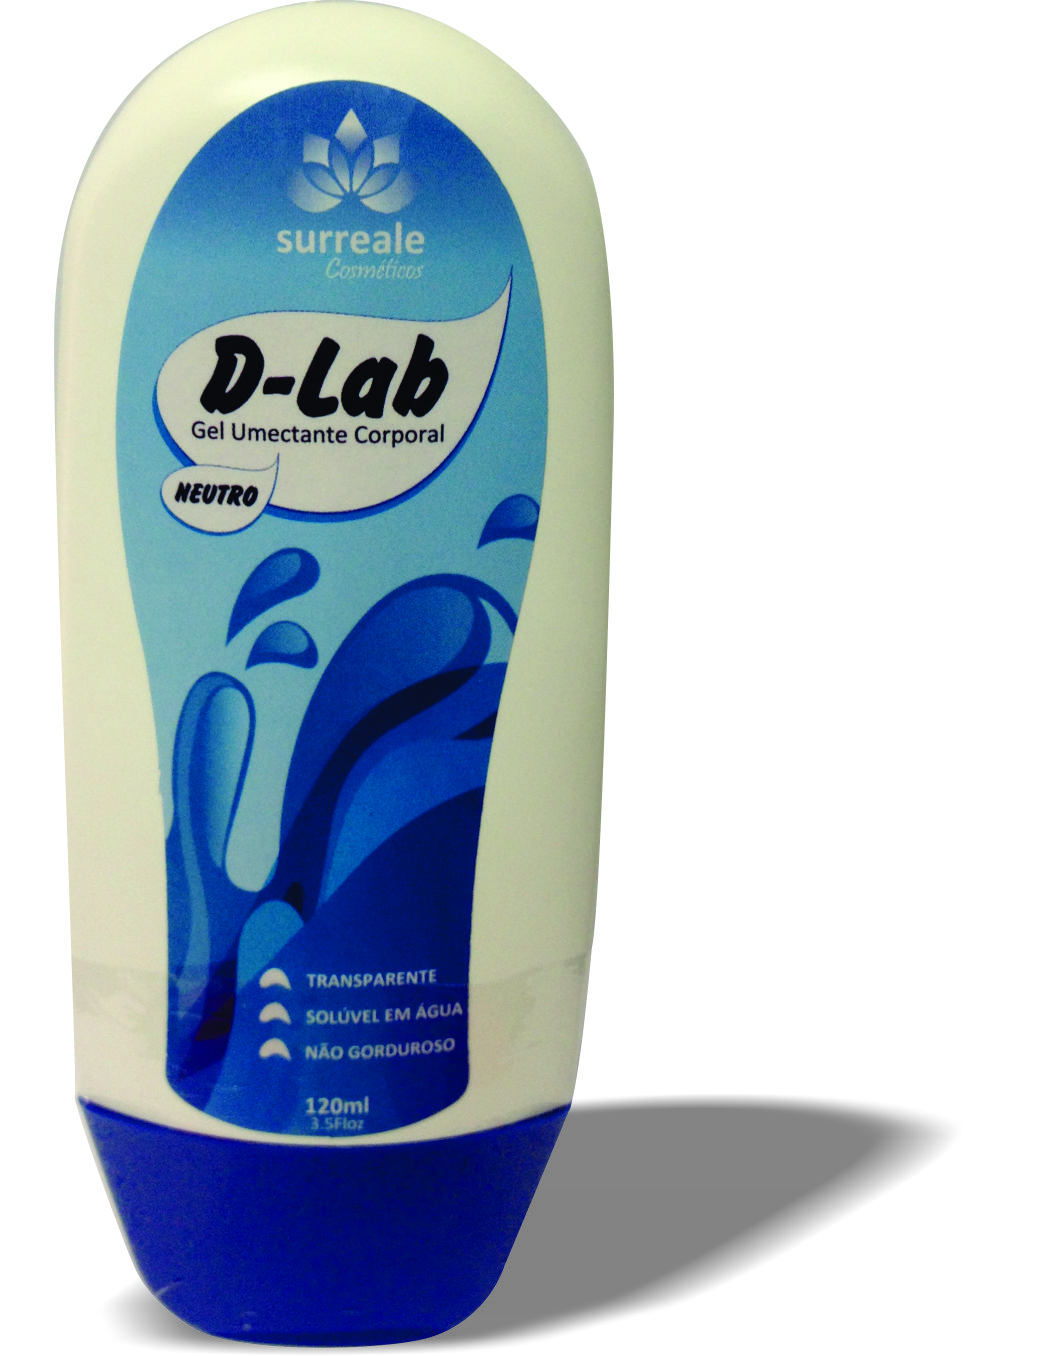 surreale
Cosméticos
D-Lab
Gel Umectante Corporal
NEUTRO
TRANSPARENTE
SOLÚVEL EM ÁGUA
NÃO GORDUROSO
120ml
3.5Floz